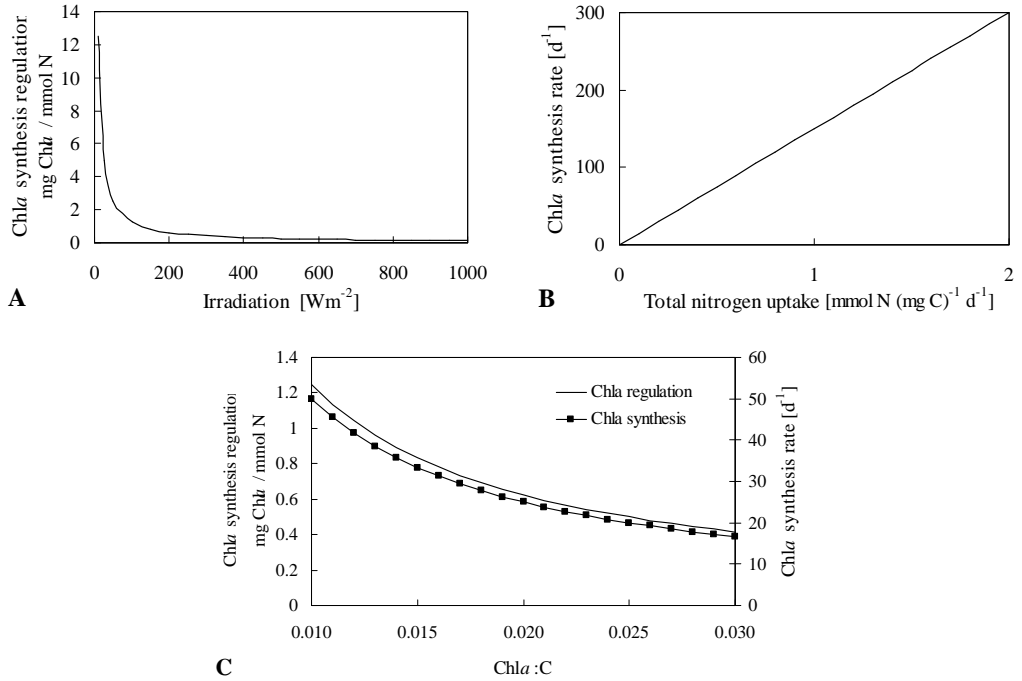 14
12
10
8
6
4
2
0
0 200 400 600 800 1000
Chla synthesis regulation
mg Chla / mmol N
Irradiation [Wm-2]
A
300
200
100
0
0 1 2
Chla synthesis rate [d-1]
Total nitrogen uptake [mmol N (mg C)-1 d-1]
B
1.4
1.2
1
0.8
0.6
0.4
0.2
0
Chla synthesis regulation
mg Chla / mmol N
60
50
40
30
20
10
0
Chla synthesis rate [d-1]
Chla regulation
Chla synthesis
0.010 0.015 0.020 0.025 0.030
C
Chla:C